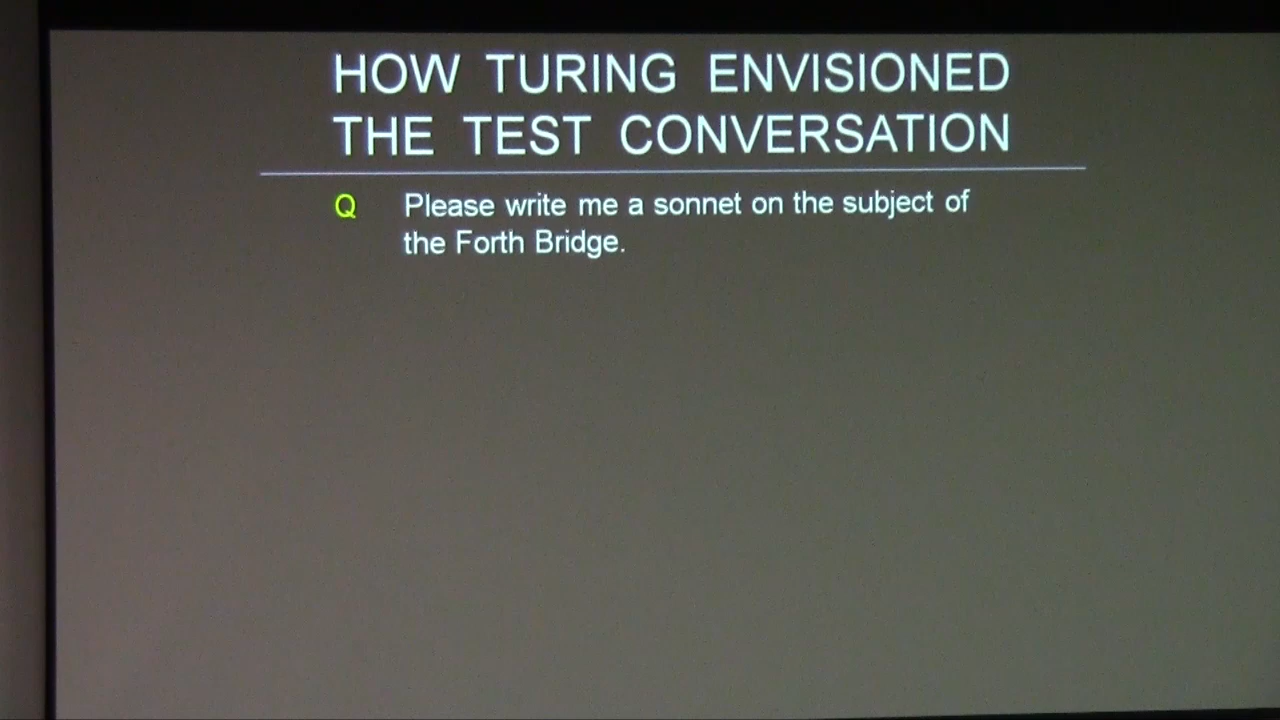 HOW TURING ENVISIONED
THE TEST CONVERSATION
Q Please write me a sonnet on the subject of
the Forth Bridge.